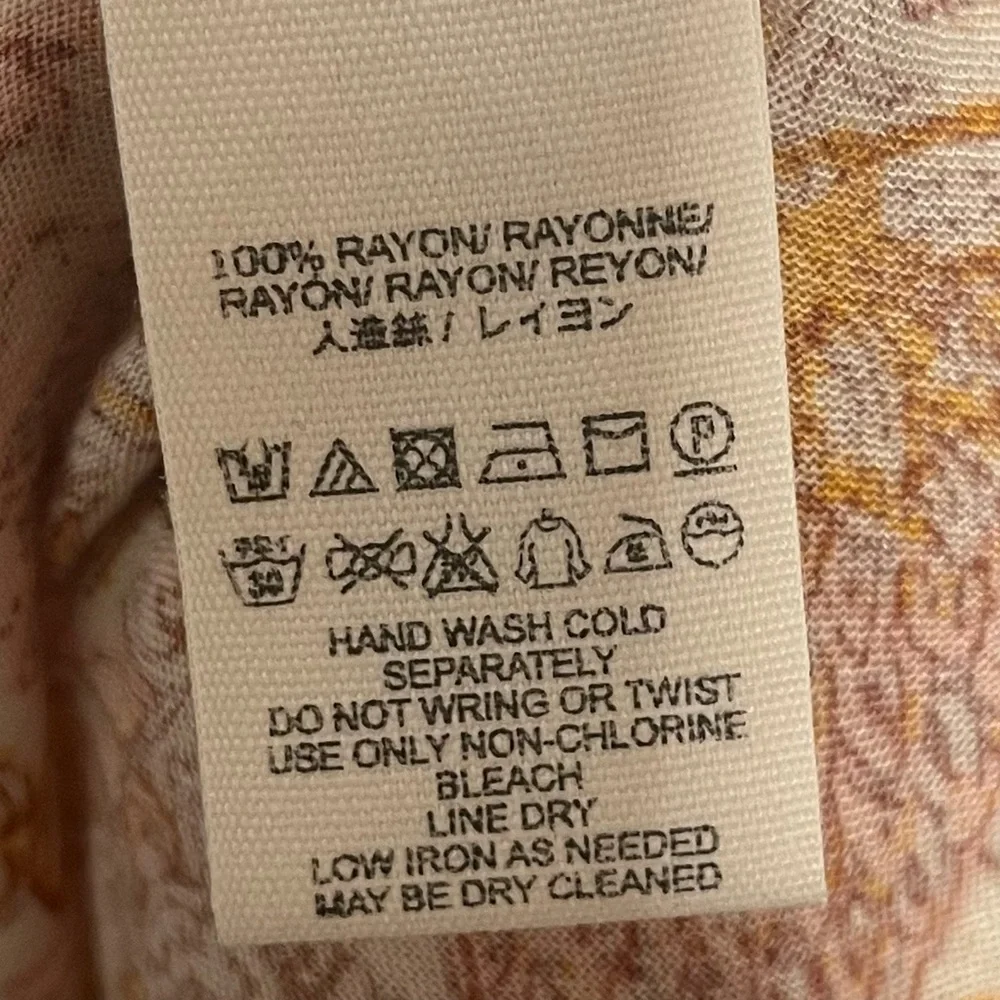 100% RAYON/ RAYONNE/
RAYÓN/ RAYON/ REYON/
人造絲 / レイヨン
P
HAND WASH COLD
SEPARATELY
DO NOT WRING OR TWIST
USE ONLY NON-CHLORINE
BLEACH
LINE DRY
LOW IRON AS NEEDED
MAY BE DRY CLEANED